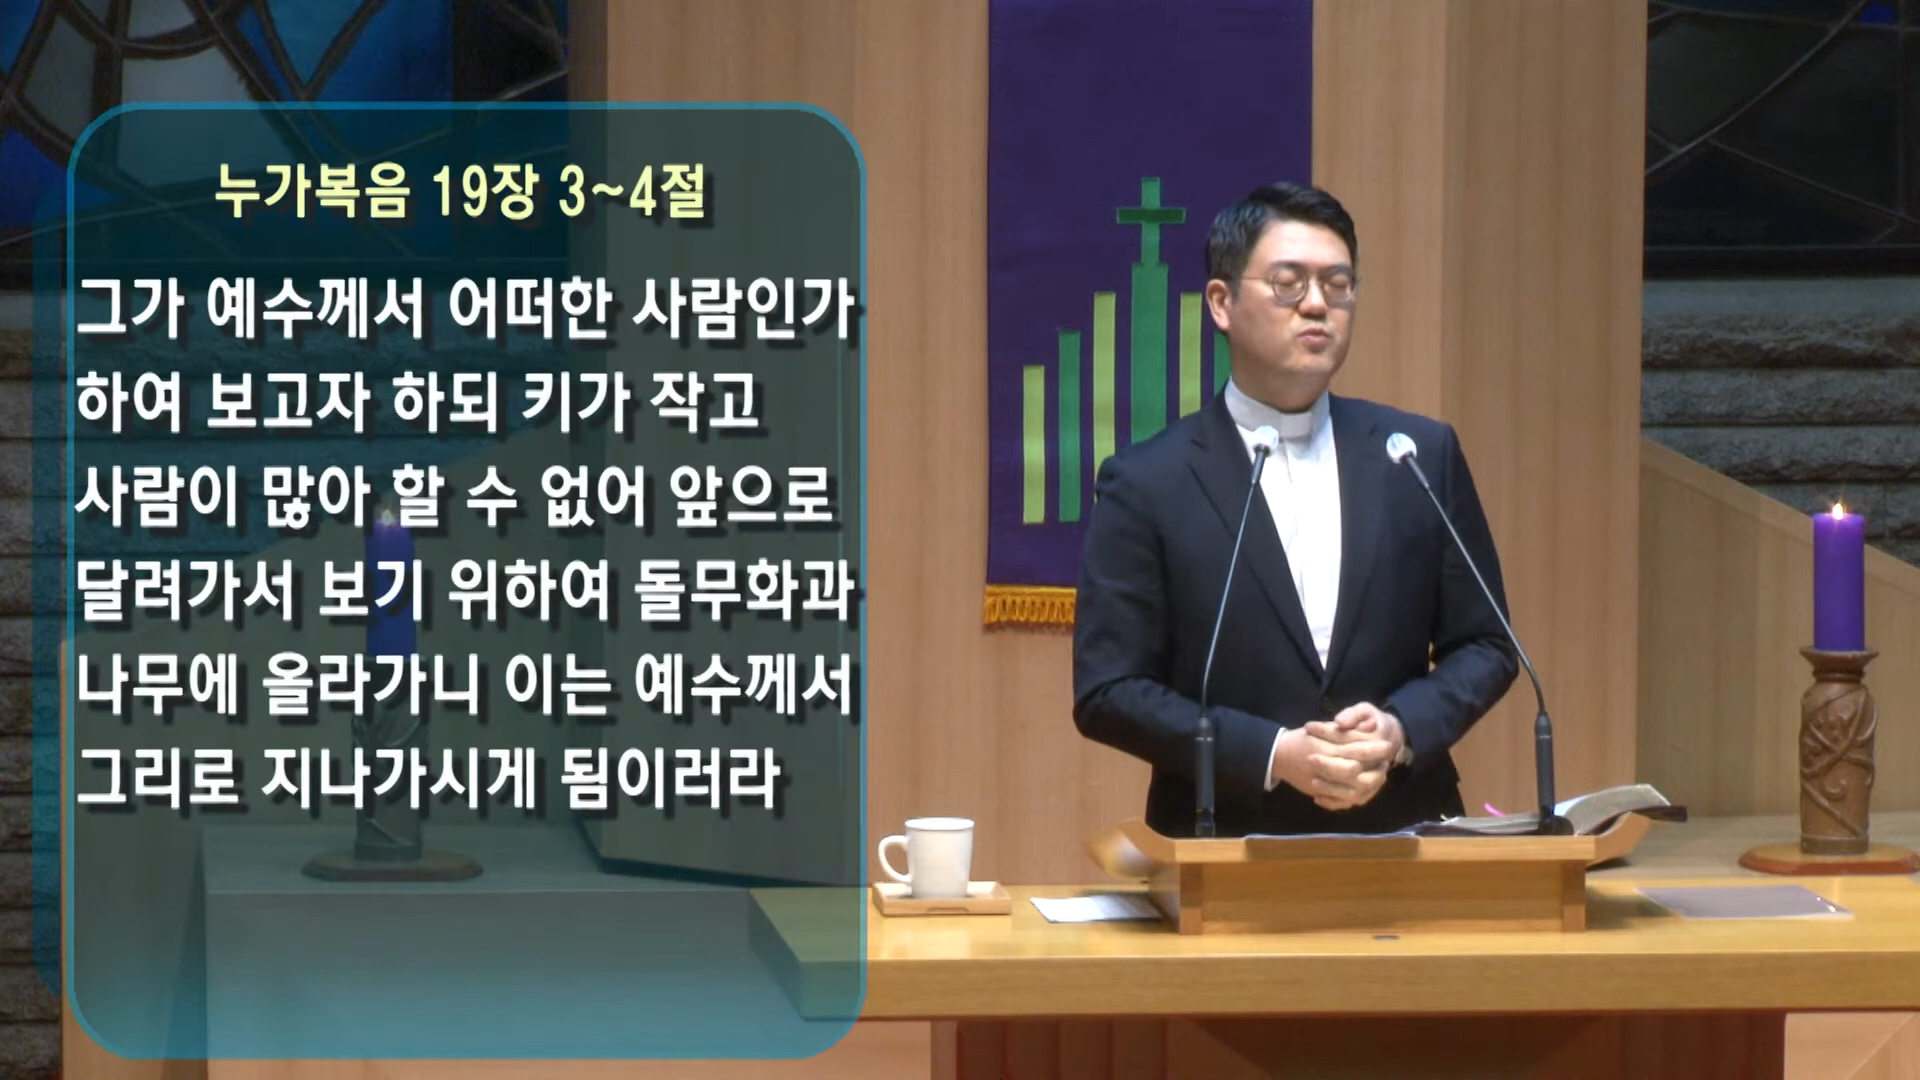 누가복음 19장 3~4절
그가 예수께서 어떠한 사람인가
하여 보고자 하되 키가 작고
사람이 많아 할 수 없어 앞으로
달려가서 보기 위하여 돌무화과
나무에 올라가니 이는 예수께서
그리로 지나가시게 됨이러라